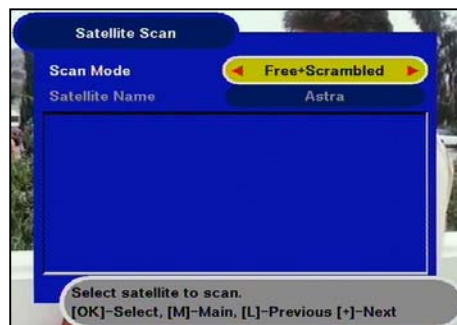 Satellite Scan
Scan Mode Free+Scrambled
Satellite Name Astra
Select satellite to scan.
[OK]-Select, [M]-Main, [L]-Previous [+]-Next